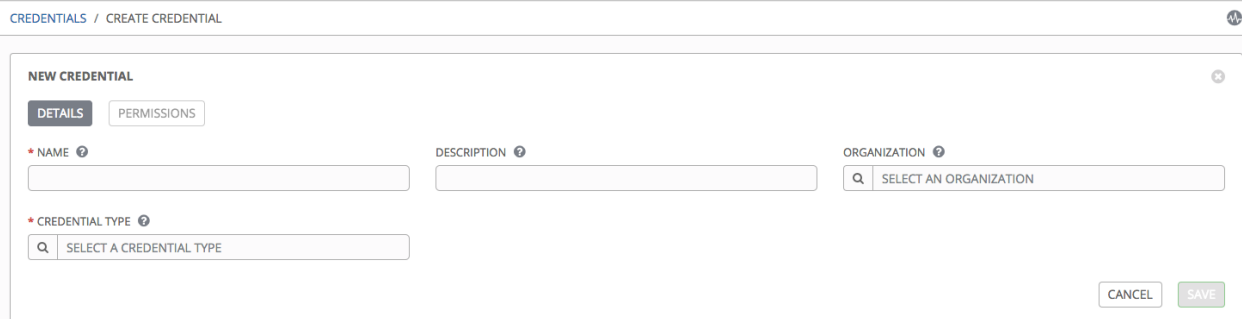 CREDENTIALS / CREATE CREDENTIAL
NEW CREDENTIAL
DETAILS PERMISSIONS
* NAME ? DESCRIPTION ? ORGANIZATION ?
SELECT AN ORGANIZATION
* CREDENTIAL TYPE ?
SELECT A CREDENTIAL TYPE
CANCEL SAVE